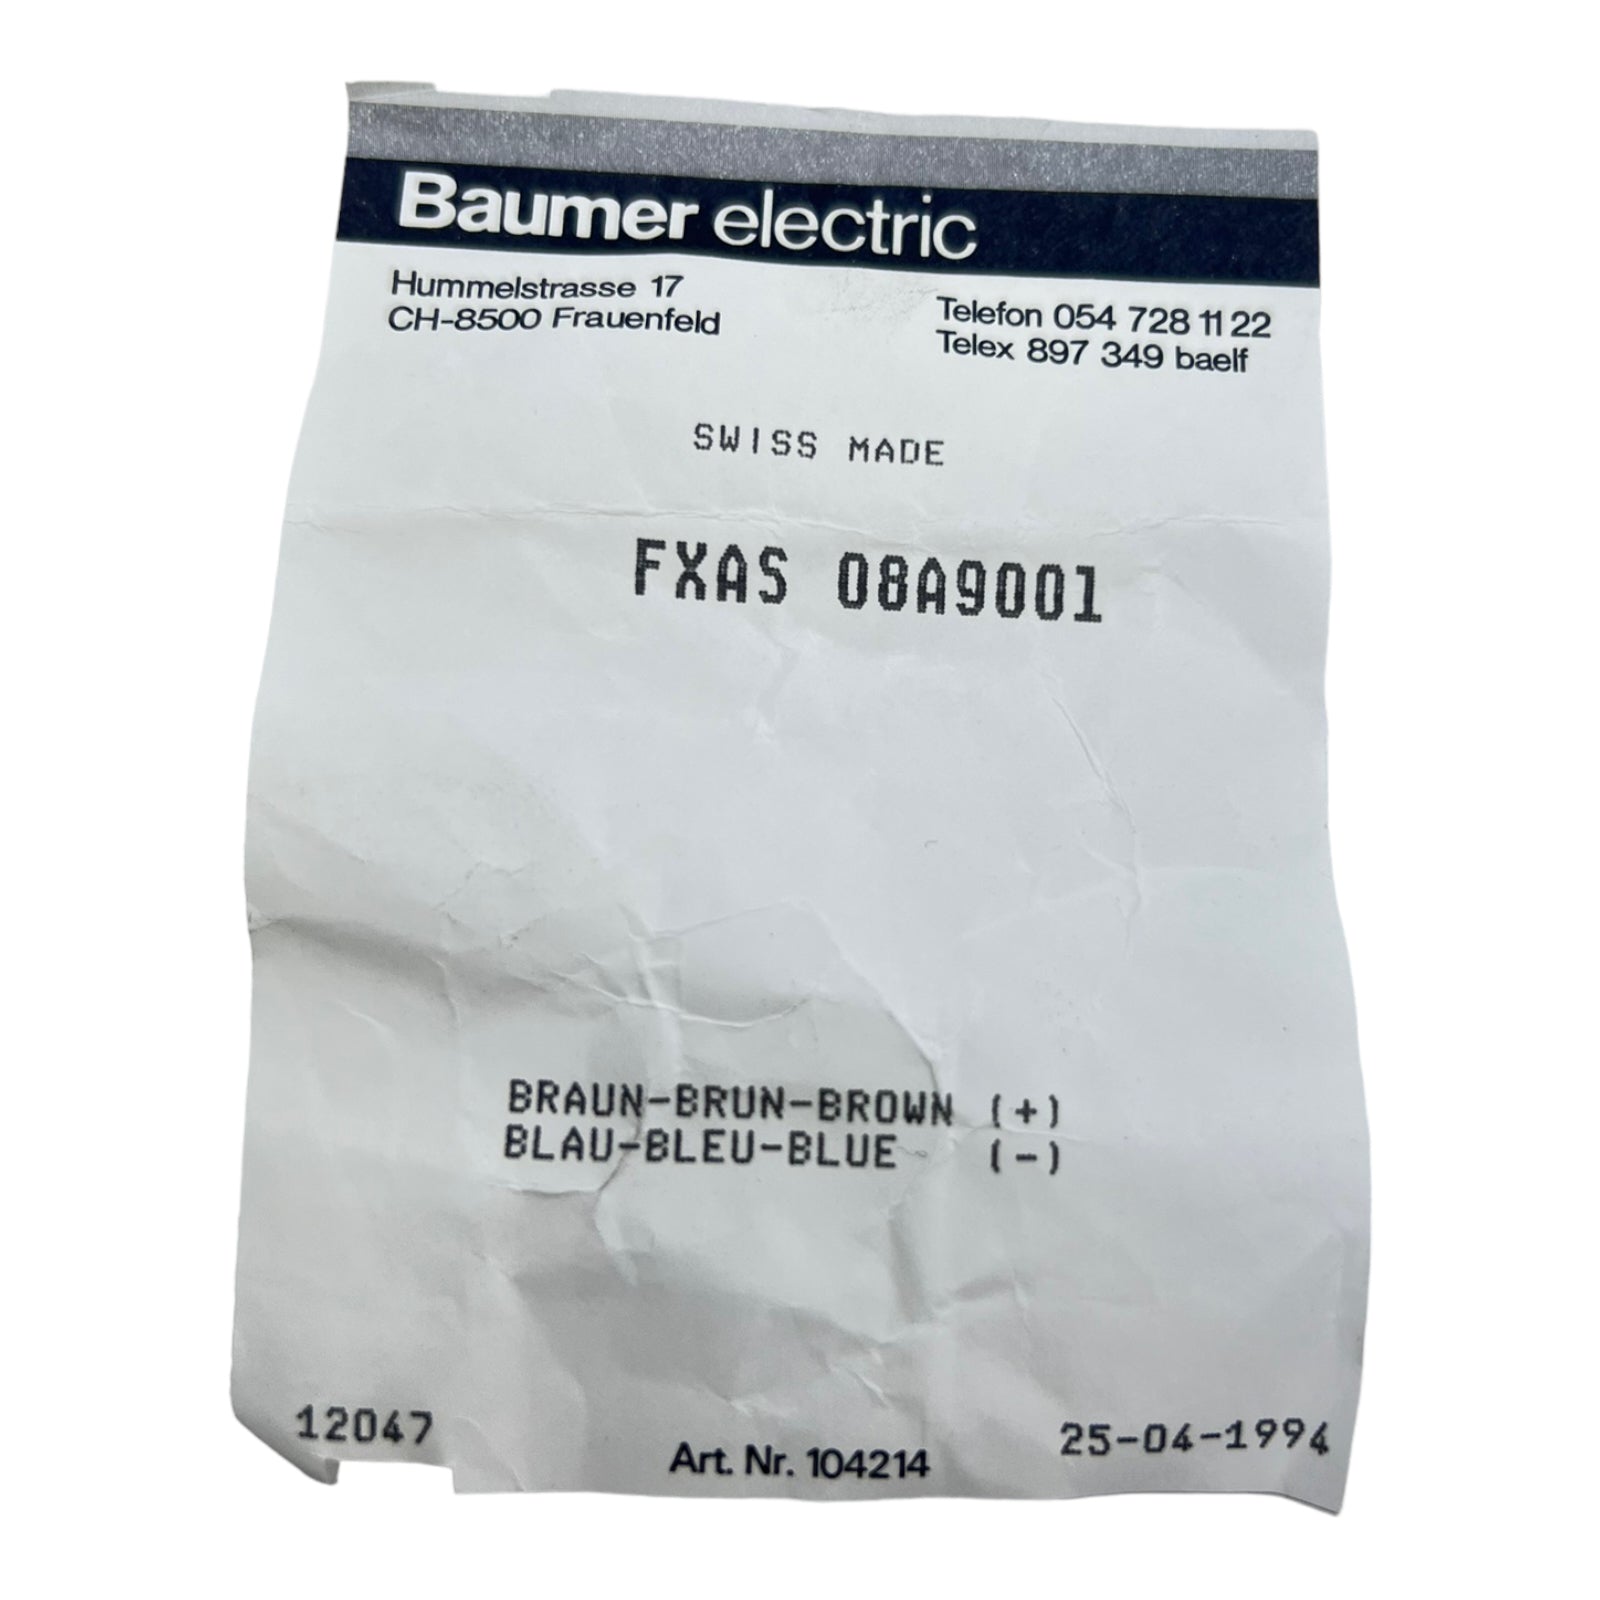 Baumer electric
Hummelstrasse 17
CH-8500 Frauenfeld
Telefon 054 728 11 22
Telex 897 349 baelf
SWISS MADE
FXAS 08A9001
BRAUN-BRUN-BROWN (+)
BLAU-BLEU-BLUE (-)
12047
Art. Nr. 104214
25-04-1994